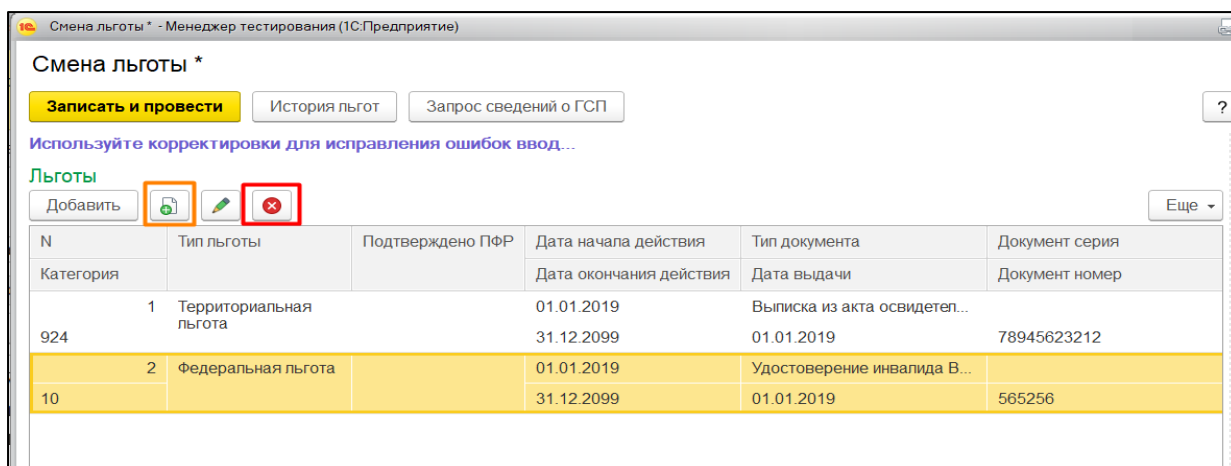 1С Смена льготы * - Менеджер тестирования (1С:Предприятие)
Смена льготы *
Записать и провести История льгот Запрос сведений о ГСП ?
Используйте корректировки для исправления ошибок ввод...
Льготы
Добавить Еще
N Тип льготы Подтверждено ПФР Дата начала действия Тип документа Документ серия
Категория Дата окончания действия Дата выдачи Документ номер
1 Территориальная льгота 01.01.2019 Выписка из акта освидетел...
924 31.12.2099 01.01.2019 78945623212
2 Федеральная льгота 01.01.2019 Удостоверение инвалида В...
10 31.12.2099 01.01.2019 565256